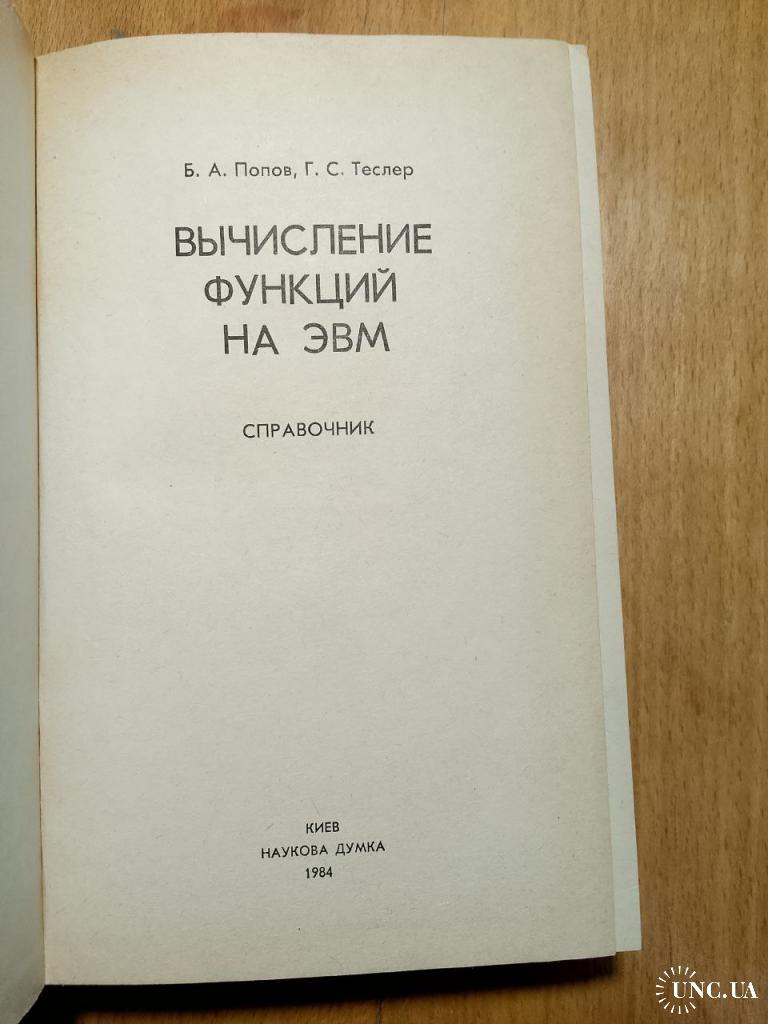 Б. А. Попов, Г. С. Теслер
ВЫЧИСЛЕНИЕ
ФУНКЦИЙ
НА ЭВМ
СПРАВОЧНИК
КИЕВ
НАУКОВА ДУМКА
1984
UNC.UA